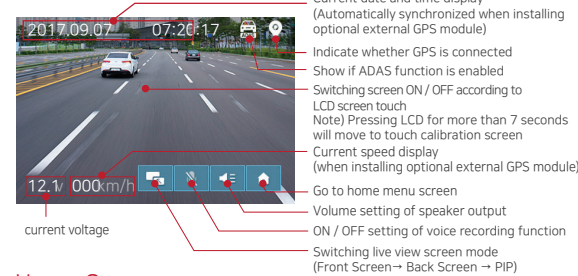 Current date and time display
(Automatically synchronized when installing
optional external GPS module)
2017.09.07 07:20:17
Indicate whether GPS is connected
Show if ADAS function is enabled
Switching screen ON / OFF according to
LCD screen touch
Note) Pressing LCD for more than 7 seconds
will move to touch calibration screen
Current speed display
(when installing optional external GPS module)
12.1V 000km/h
Go to home menu screen
Volume setting of speaker output
current voltage
ON / OFF setting of voice recording function
Switching live view screen mode
(Front Screen→ Back Screen → PIP)